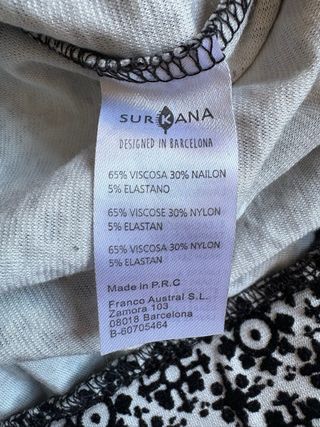 SURKANA
DESIGNED IN BARCELONA
65% VISCOSA 30% NAILON
5% ELASTANO
65% VISCOSE 30% NYLON
5% ELASTAN
65% VISCOSA 30% NYLON
5% ELASTAN
Made in P.R.C
Franco Austral S.L.
Zamora 103
08018 Barcelona
B-60705464